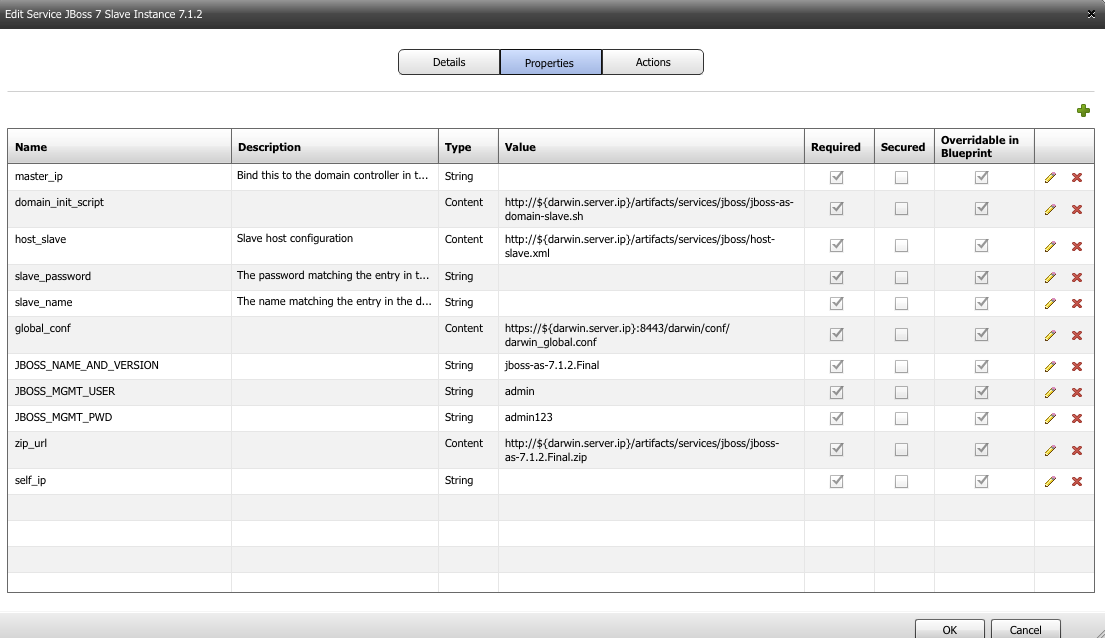 Edit Service JBoss 7 Slave Instance 7.1.2
Details Properties Actions
Name Description Type Value Required Secured Overridable in
Blueprint
master_ip Bind this to the domain controller in t... String
domain_init_script Content http://${darwin.server.ip}/artifacts/services/jboss/jboss-as-
domain-slave.sh
host_slave Slave host configuration Content http://${darwin.server.ip}/artifacts/services/jboss/host-
slave.xml
slave_password The password matching the entry in t... String
slave_name The name matching the entry in the d... String
global_conf Content https://${darwin.server.ip}:8443/darwin/conf/
darwin_global.conf
JBOSS_NAME_AND_VERSION String jboss-as-7.1.2.Final
JBOSS_MGMT_USER String admin
JBOSS_MGMT_PWD String admin123
zip_url Content http://${darwin.server.ip}/artifacts/services/jboss/jboss-
as-7.1.2.Final.zip
self_ip String
OK Cancel